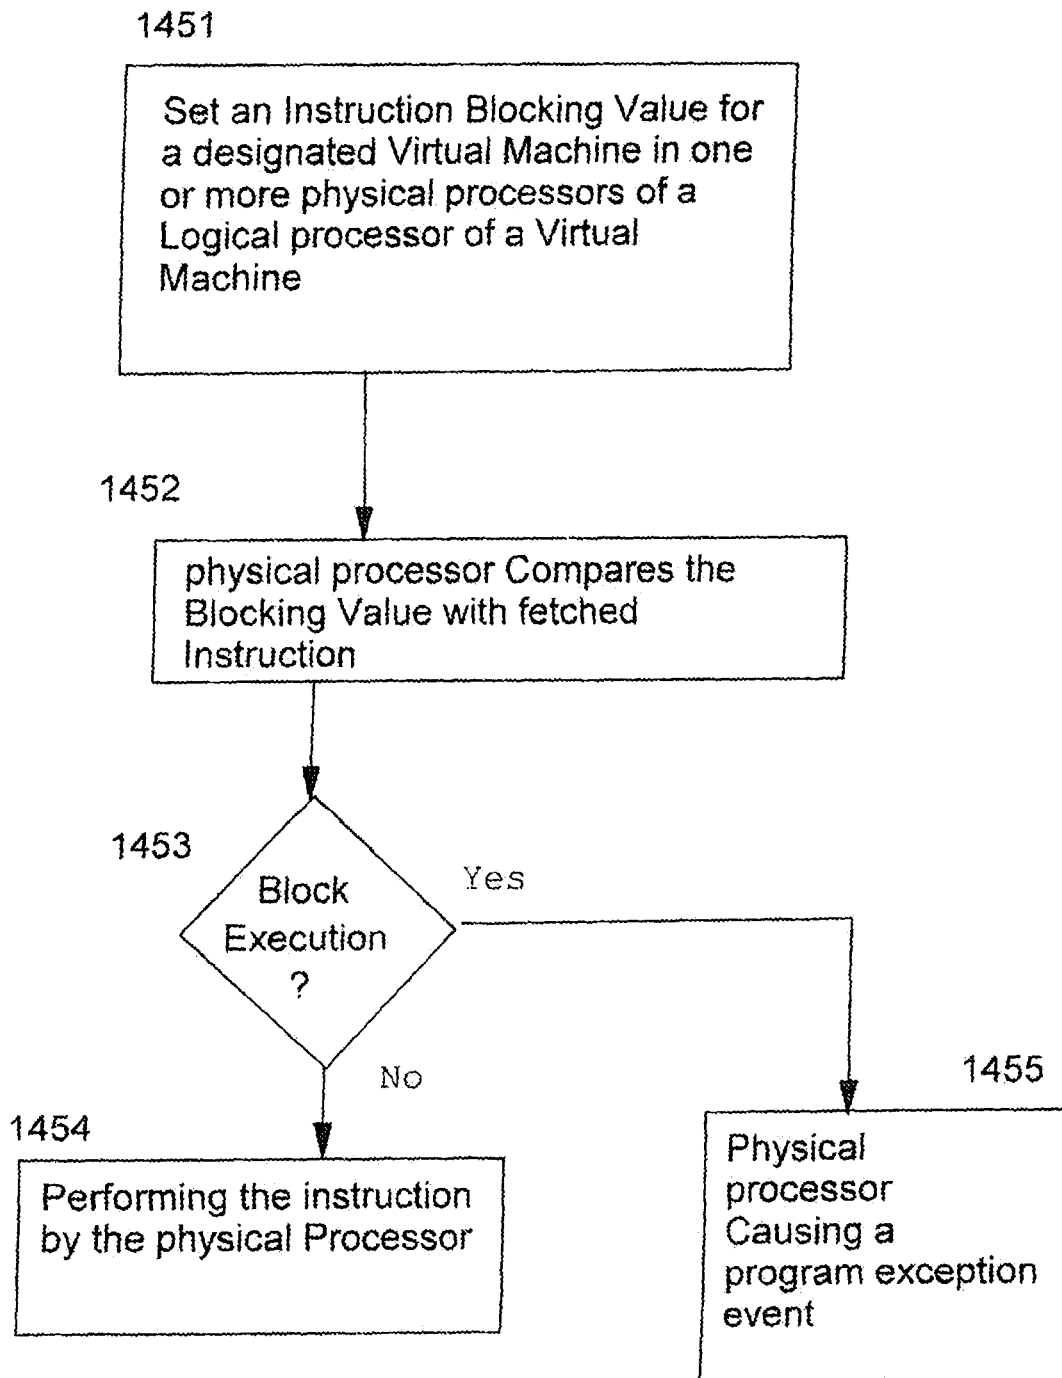 1451
Set an Instruction Blocking Value for
a designated Virtual Machine in one
or more physical processors of a
Logical processor of a Virtual
Machine
1452
physical processor Compares the
Blocking Value with fetched
Instruction
1453
Block
Execution
?
Yes
No
1454
Performing the instruction
by the physical Processor
1455
Physical
processor
Causing a
program exception
event